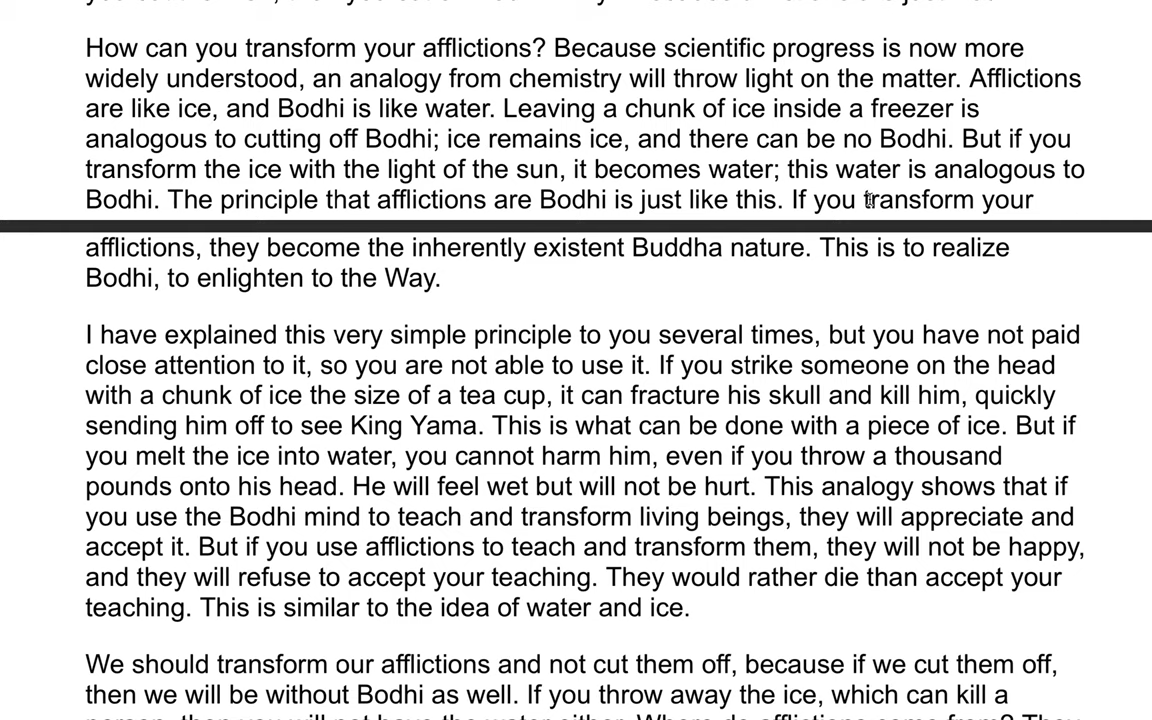 How can you transform your afflictions? Because scientific progress is now more
widely understood, an analogy from chemistry will throw light on the matter. Afflictions
are like ice, and Bodhi is like water. Leaving a chunk of ice inside a freezer is
analogous to cutting off Bodhi; ice remains ice, and there can be no Bodhi. But if you
transform the ice with the light of the sun, it becomes water; this water is analogous to
Bodhi. The principle that afflictions are Bodhi is just like this. If you transform your
afflictions, they become the inherently existent Buddha nature. This is to realize
Bodhi, to enlighten to the Way.
I have explained this very simple principle to you several times, but you have not paid
close attention to it, so you are not able to use it. If you strike someone on the head
with a chunk of ice the size of a tea cup, it can fracture his skull and kill him, quickly
sending him off to see King Yama. This is what can be done with a piece of ice. But if
you melt the ice into water, you cannot harm him, even if you throw a thousand
pounds onto his head. He will feel wet but will not be hurt. This analogy shows that if
you use the Bodhi mind to teach and transform living beings, they will appreciate and
accept it. But if you use afflictions to teach and transform them, they will not be happy,
and they will refuse to accept your teaching. They would rather die than accept your
teaching. This is similar to the idea of water and ice.
We should transform our afflictions and not cut them off, because if we cut them off,
then we will be without Bodhi as well. If you throw away the ice, which can kill a